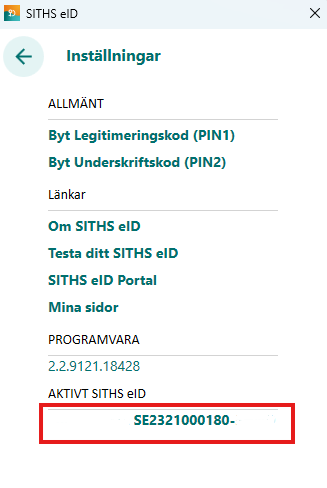 SITHS eID
Inställningar
ALLMÄNT
Byt Legitimeringskod (PIN1)
Byt Underskriftskod (PIN2)
Länkar
Om SITHS eID
Testa ditt SITHS eID
SITHS eID Portal
Mina sidor
PROGRAMVARA
2.2.9121.18428
AKTIVT SITHS eID
SE2321000180-